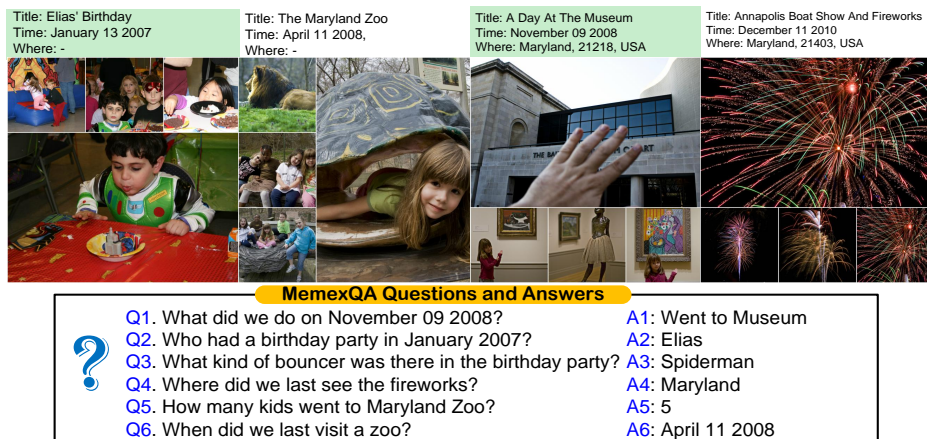 Title: Elias' Birthday
Time: January 13 2007
Where: -
Title: The Maryland Zoo
Time: April 11 2008,
Where: -
Title: A Day At The Museum
Time: November 09 2008
Where: Maryland, 21218, USA
Title: Annapolis Boat Show And Fireworks
Time: December 11 2010
Where: Maryland, 21403, USA
THE BA ART
MemexQA Questions and Answers
?
Q1. What did we do on November 09 2008? A1: Went to Museum
Q2. Who had a birthday party in January 2007? A2: Elias
Q3. What kind of bouncer was there in the birthday party? A3: Spiderman
Q4. Where did we last see the fireworks? A4: Maryland
Q5. How many kids went to Maryland Zoo? A5: 5
Q6. When did we last visit a zoo? A6: April 11 2008